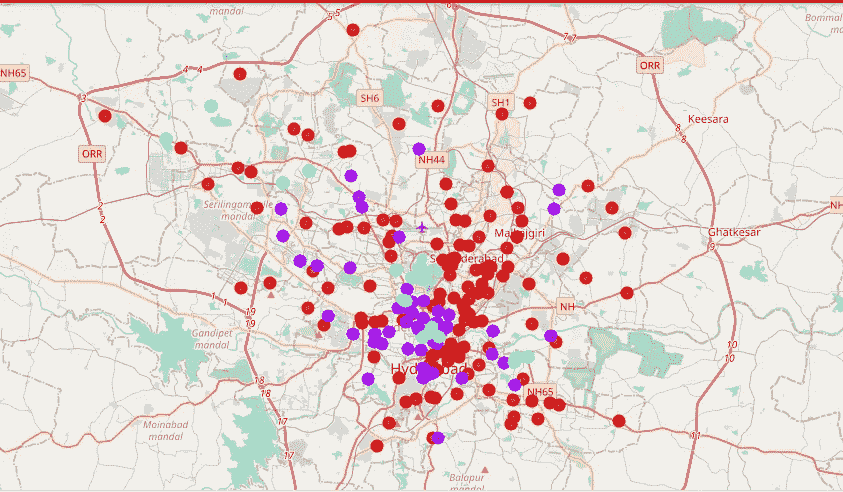 mandal
5
5
7
7
Bommal
ma
4
4
NH65
ORR
3
SH6
SH1
Keesara
8
8
ORR
NH44
2
2
Serilingampalle
mandal
NH
Malkajgiri
Ghatkesar
9
Secunderabad
1
1
19
19
NH
Gandipet
mandal
10
10
Hyderabad
18
18
NH65
Moinabad
mandal
17
11
17
Balapur
mandal